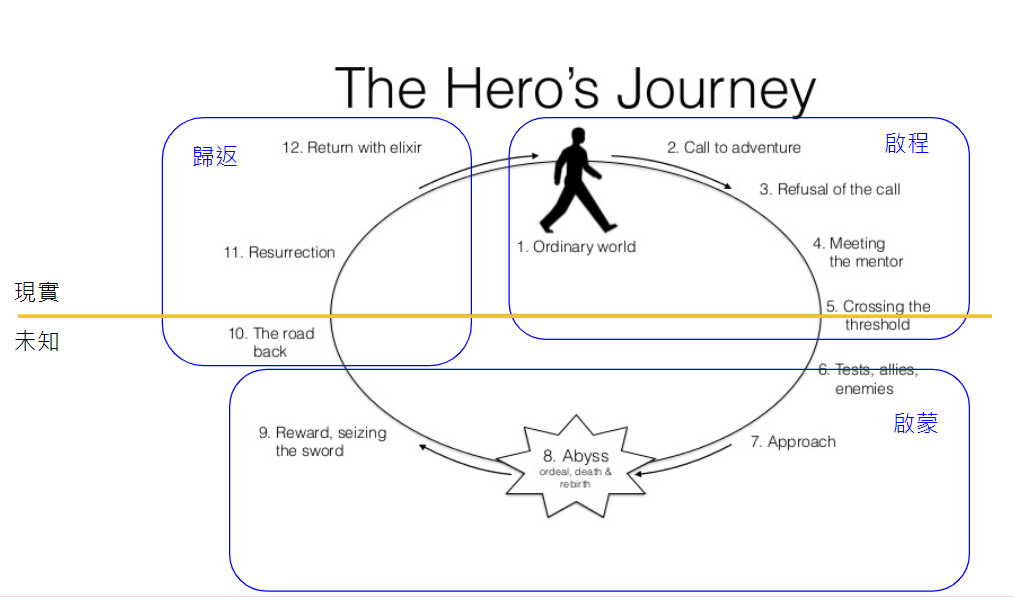 The Hero's Journey
歸返
12. Return with elixir
2. Call to adventure
啟程
3. Refusal of the call
1. Ordinary world
4. Meeting
the mentor
11. Resurrection
現實
5. Crossing the
threshold
未知
10. The road
back
6. Tests, allies,
enemies
啟蒙
9. Reward, seizing
the sword
7. Approach
8. Abyss
ordeal, death &
rebirth